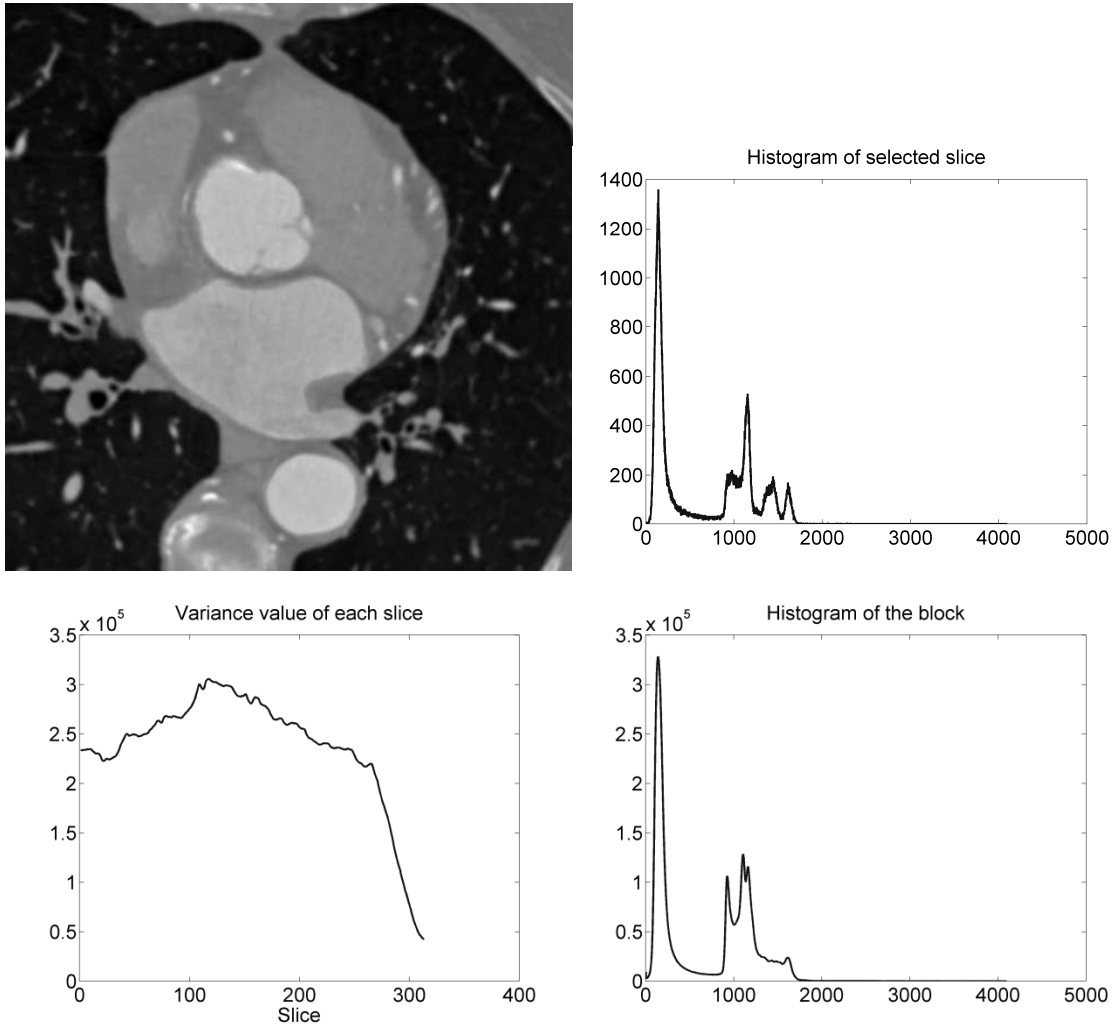 Histogram of selected slice
1400
1200
1000
800
600
400
200
0
0 1000 2000 3000 4000 5000
Variance value of each slice
x 10^5
3.5
3
2.5
2
1.5
1
0.5
0
0 100 200 300 400
Slice
Histogram of the block
x 10^5
3.5
3
2.5
2
1.5
1
0.5
0
0 1000 2000 3000 4000 5000